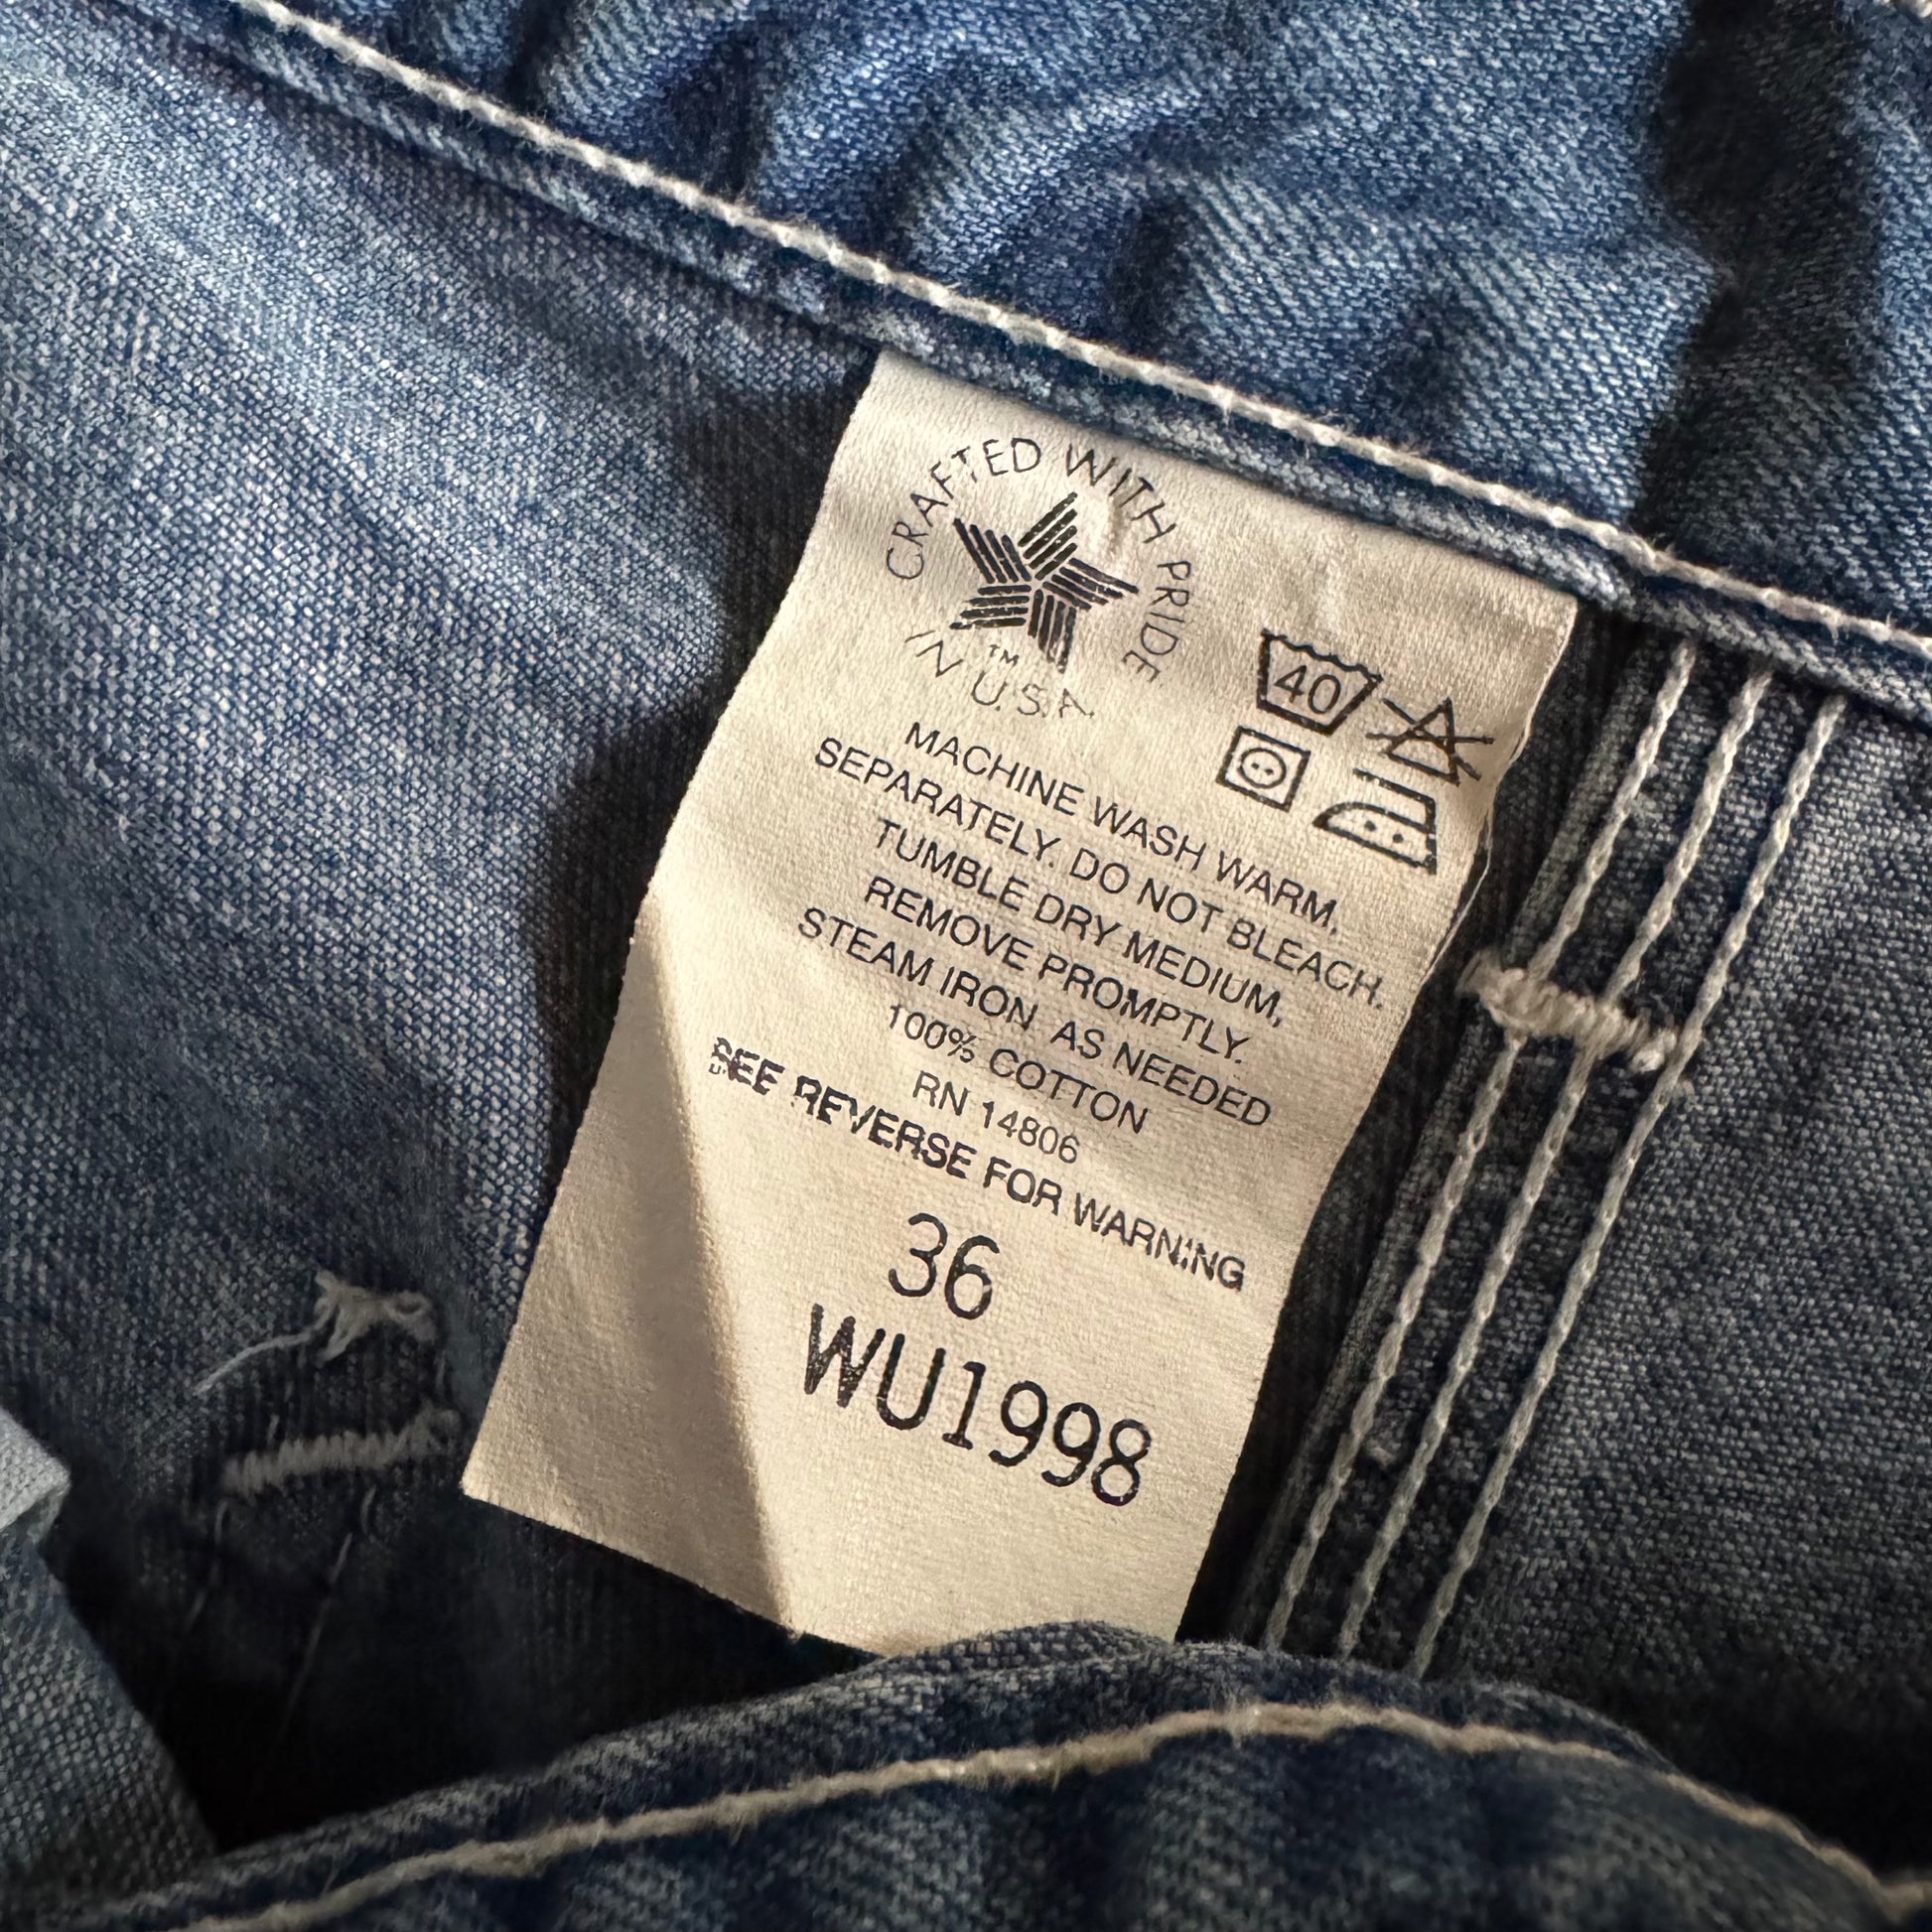 CRAFTED WITH PRIDE
IN U.S.A
™
40
MACHINE WASH WARM,
SEPARATELY. DO NOT BLEACH.
TUMBLE DRY MEDIUM,
REMOVE PROMPTLY.
STEAM IRON AS NEEDED
100% COTTON
RN 14806
SEE REVERSE FOR WARNING
36
WU1998